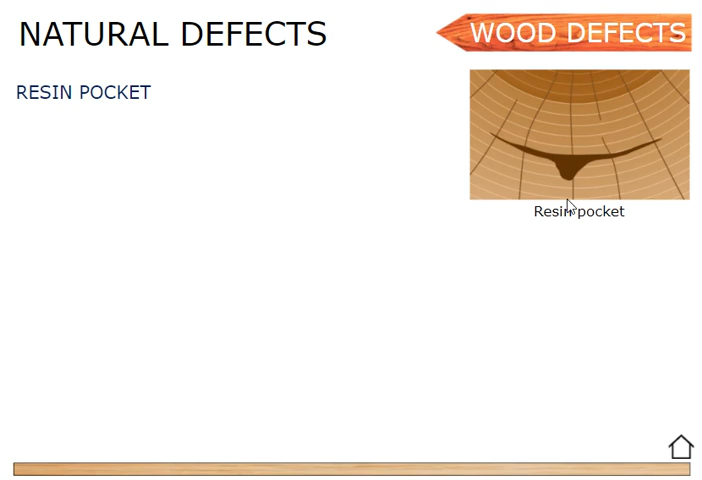 NATURAL DEFECTS
WOOD DEFECTS
RESIN POCKET
Resin pocket